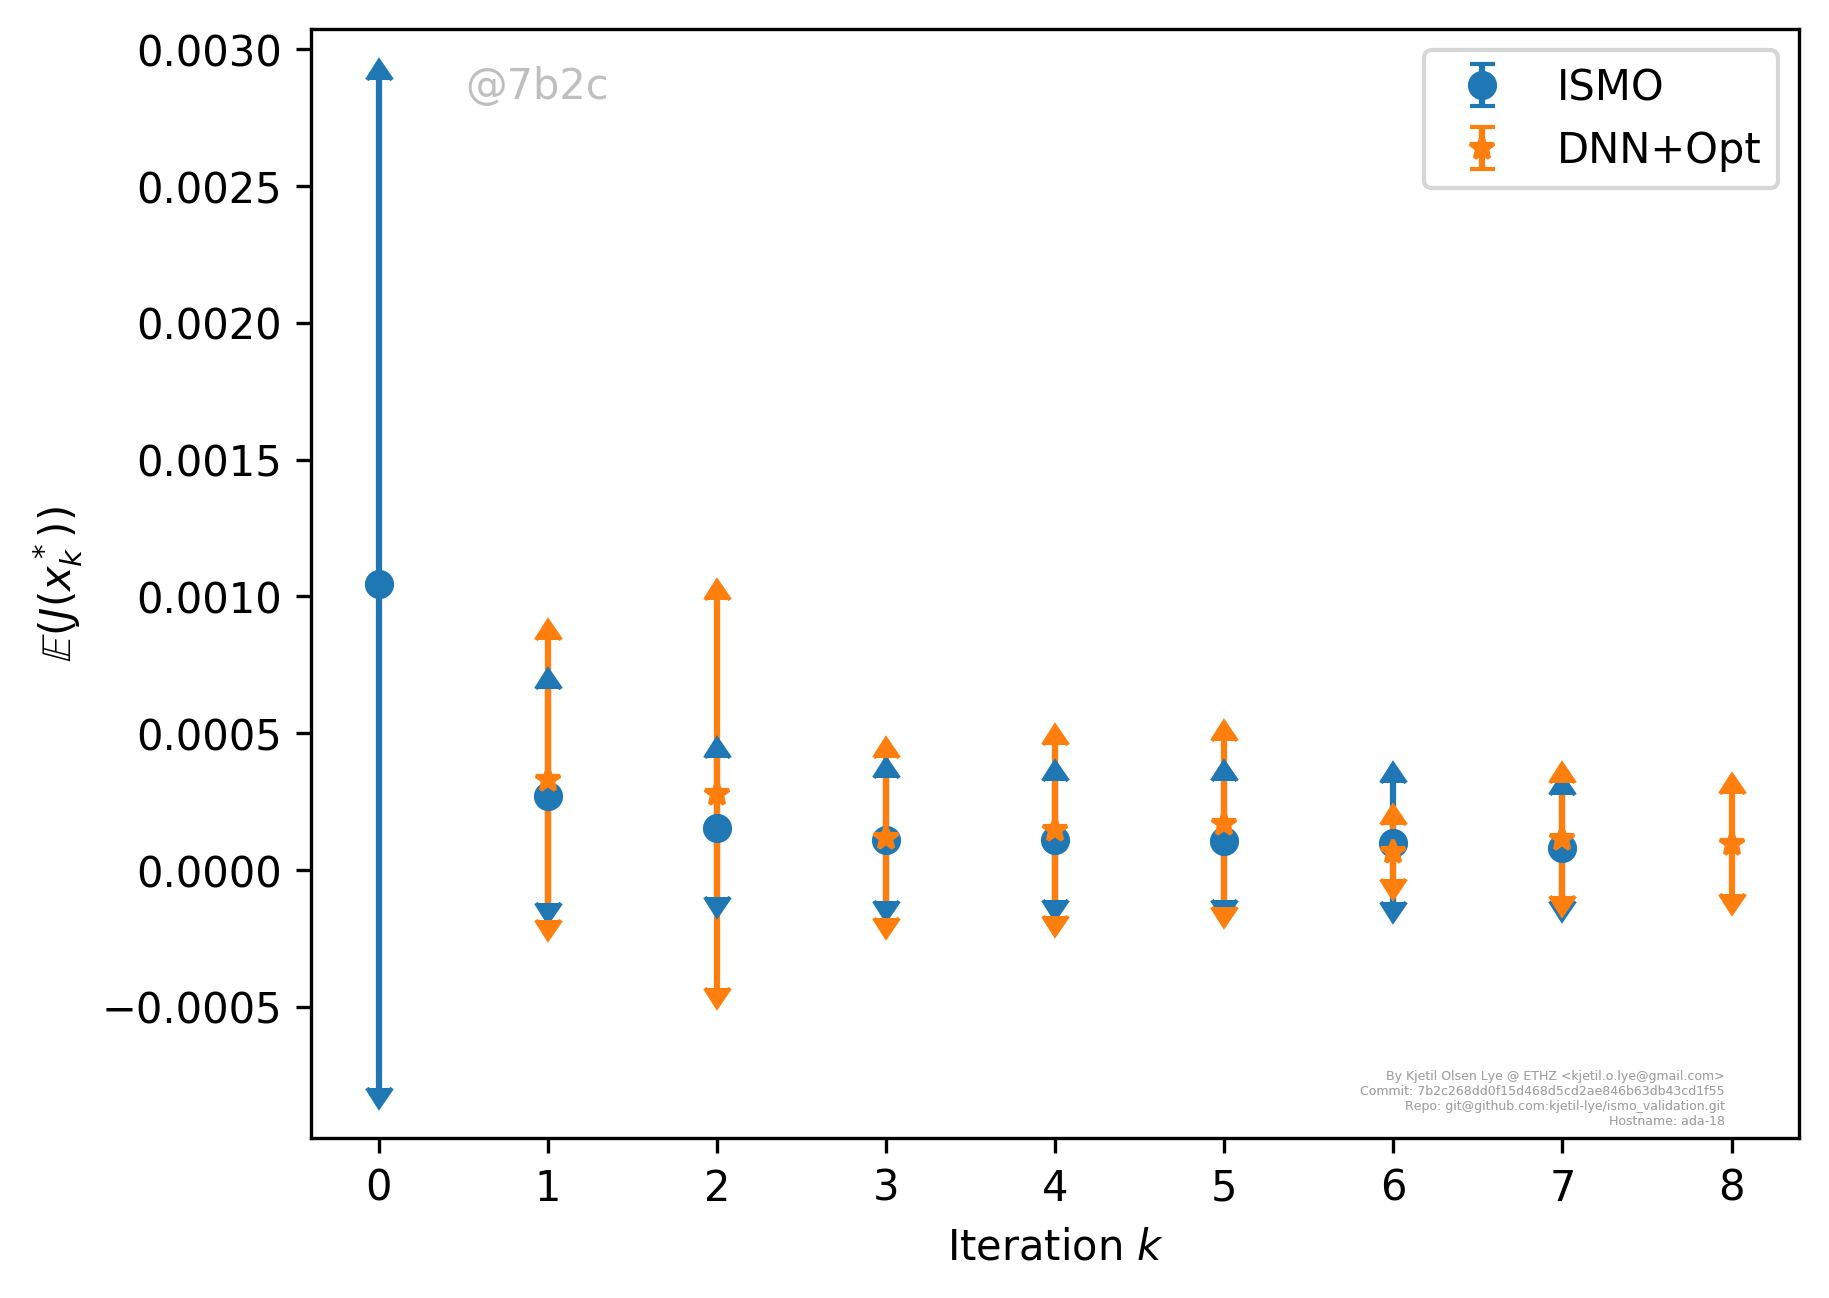 @7b2c
ISMO
DNN+Opt
0.0030
0.0025
0.0020
0.0015
0.0010
0.0005
0.0000
−0.0005
𝔼(J(x*k))
0 1 2 3 4 5 6 7 8
Iteration k
By Kjetil Olsen Lye @ ETHZ <kjetil.o.lye@gmail.com>
Commit: 7b2c268dd0f15d468d5cd2ae846b63db43cd1f55
Repo: git@github.com:kjetil-lye/ismo_validation.git
Hostname: ada-18